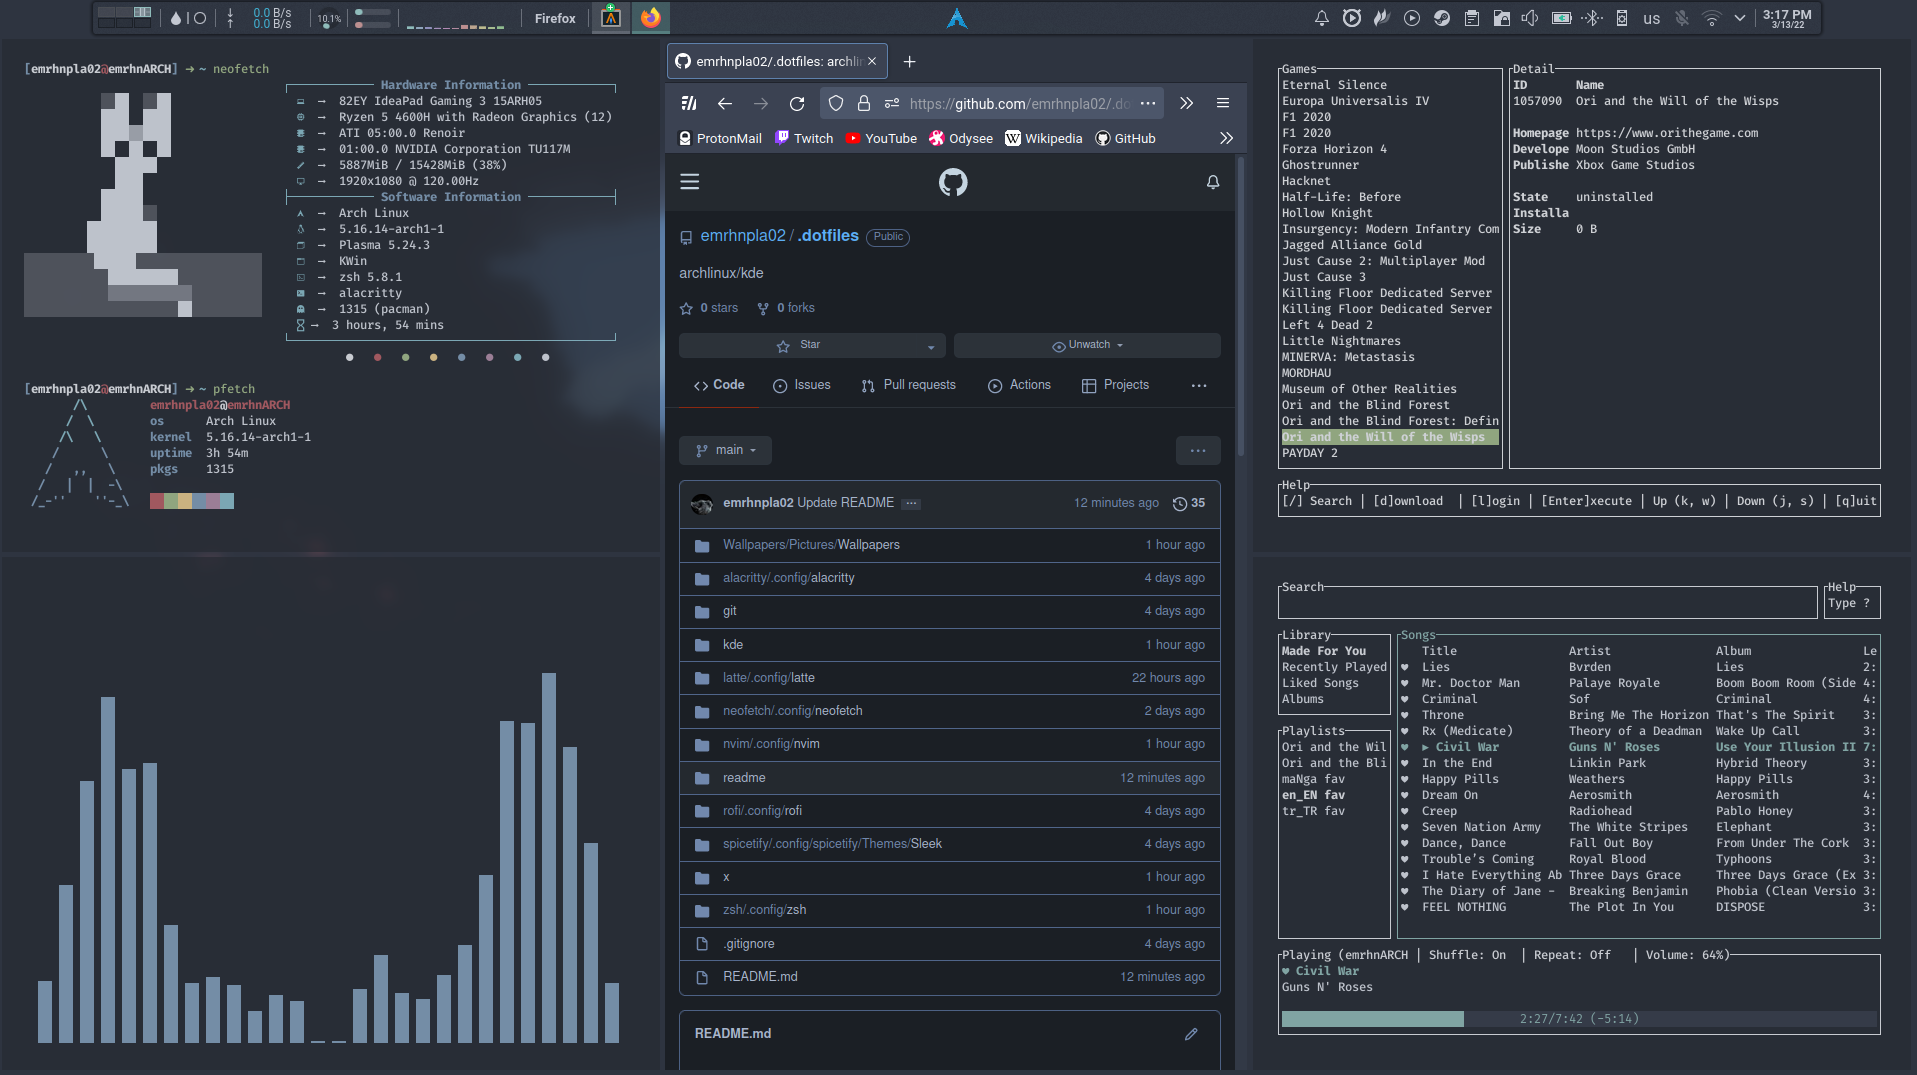 0.0 B/s
0.0 B/s
10.1%
Firefox
us
3:17 PM
3/13/22
[emrhnpla02@emrhnARCH] → ~ neofetch
Hardware Information
→ 82EY IdeaPad Gaming 3 15ARH05
→ Ryzen 5 4600H with Radeon Graphics (12)
→ ATI 05:00.0 Renoir
→ 01:00.0 NVIDIA Corporation TU117M
→ 5887MiB / 15428MiB (38%)
→ 1920x1080 @ 120.00Hz
Software Information
→ Arch Linux
→ 5.16.14-arch1-1
→ Plasma 5.24.3
→ KWin
→ zsh 5.8.1
→ alacritty
→ 1315 (pacman)
→ 3 hours, 54 mins
[emrhnpla02@emrhnARCH] → ~ pfetch
emrhnpla02@emrhnARCH
os Arch Linux
kernel 5.16.14-arch1-1
uptime 3h 54m
pkgs 1315
emrhnpla02/.dotfiles: archlin
https://github.com/emrhnpla02/.do
ProtonMail Twitch YouTube Odysee Wikipedia GitHub
emrhnpla02 / .dotfiles Public
archlinux/kde
0 stars 0 forks
Star Unwatch
Code Issues Pull requests Actions Projects
main
emrhnpla02 Update README 12 minutes ago 35
Wallpapers/Pictures/Wallpapers 1 hour ago
alacritty/.config/alacritty 4 days ago
git 4 days ago
kde 1 hour ago
latte/.config/latte 22 hours ago
neofetch/.config/neofetch 2 days ago
nvim/.config/nvim 1 hour ago
readme 12 minutes ago
rofi/.config/rofi 4 days ago
spicetify/.config/spicetify/Themes/Sleek 4 days ago
x 1 hour ago
zsh/.config/zsh 1 hour ago
.gitignore 4 days ago
README.md 12 minutes ago
README.md
Games
Eternal Silence
Europa Universalis IV
F1 2020
F1 2020
Forza Horizon 4
Ghostrunner
Hacknet
Half-Life: Before
Hollow Knight
Insurgency: Modern Infantry Com
Jagged Alliance Gold
Just Cause 2: Multiplayer Mod
Just Cause 3
Killing Floor Dedicated Server
Killing Floor Dedicated Server
Left 4 Dead 2
Little Nightmares
MINERVA: Metastasis
MORDHAU
Museum of Other Realities
Ori and the Blind Forest
Ori and the Blind Forest: Defin
Ori and the Will of the Wisps
PAYDAY 2
Detail
ID Name
1057090 Ori and the Will of the Wisps
Homepage https://www.orithegame.com
Develope Moon Studios GmbH
Publishe Xbox Game Studios
State uninstalled
Installa
Size 0 B
Help
[/] Search | [d]ownload | [l]ogin | [Enter]xecute | Up (k, w) | Down (j, s) | [q]uit
Search
Help
Type ?
Library
Made For You
Recently Played
Liked Songs
Albums
Playlists
Ori and the Wil
Ori and the Bli
maNga fav
en_EN fav
tr_TR fav
Songs
Title Artist Album Le
♥ Lies Bvrden Lies 2:
♥ Mr. Doctor Man Palaye Royale Boom Boom Room (Side 4:
♥ Criminal Sof Criminal 4:
♥ Throne Bring Me The Horizon That's The Spirit 3:
♥ Rx (Medicate) Theory of a Deadman Wake Up Call 3:
♥ ▶ Civil War Guns N' Roses Use Your Illusion II 7:
♥ In the End Linkin Park Hybrid Theory 3:
♥ Happy Pills Weathers Happy Pills 3:
♥ Dream On Aerosmith Aerosmith 4:
♥ Creep Radiohead Pablo Honey 3:
♥ Seven Nation Army The White Stripes Elephant 3:
♥ Dance, Dance Fall Out Boy From Under The Cork 3:
♥ Trouble's Coming Royal Blood Typhoons 3:
♥ I Hate Everything Ab Three Days Grace Three Days Grace (Ex 3:
♥ The Diary of Jane - Breaking Benjamin Phobia (Clean Versio 3:
♥ FEEL NOTHING The Plot In You DISPOSE 3:
Playing (emrhnARCH | Shuffle: On | Repeat: Off | Volume: 64%)
♥ Civil War
Guns N' Roses
2:27/7:42 (-5:14)